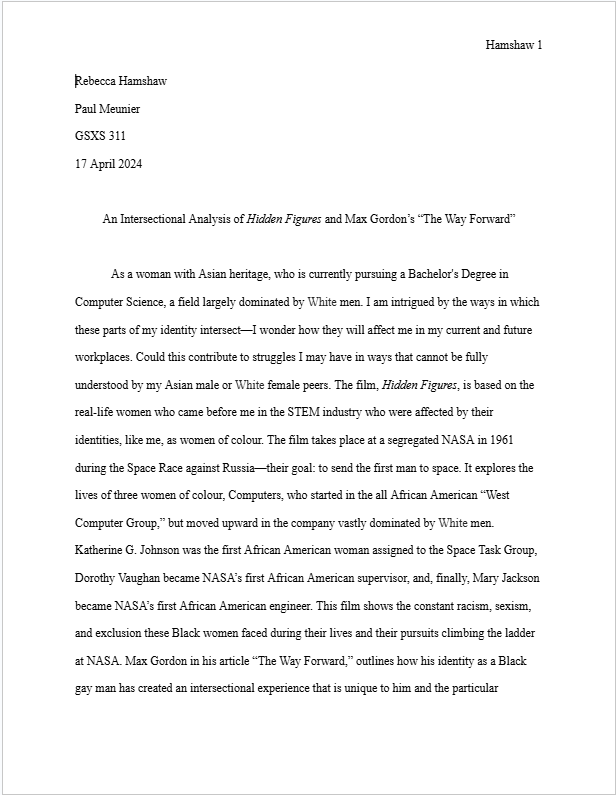 Hamshaw 1
Rebecca Hamshaw
Paul Meunier
GSXS 311
17 April 2024
An Intersectional Analysis of Hidden Figures and Max Gordon’s “The Way Forward”
As a woman with Asian heritage, who is currently pursuing a Bachelor's Degree in
Computer Science, a field largely dominated by White men. I am intrigued by the ways in which
these parts of my identity intersect—I wonder how they will affect me in my current and future
workplaces. Could this contribute to struggles I may have in ways that cannot be fully
understood by my Asian male or White female peers. The film, Hidden Figures, is based on the
real-life women who came before me in the STEM industry who were affected by their
identities, like me, as women of colour. The film takes place at a segregated NASA in 1961
during the Space Race against Russia—their goal: to send the first man to space. It explores the
lives of three women of colour, Computers, who started in the all African American “West
Computer Group,” but moved upward in the company vastly dominated by White men.
Katherine G. Johnson was the first African American woman assigned to the Space Task Group,
Dorothy Vaughan became NASA’s first African American supervisor, and, finally, Mary Jackson
became NASA’s first African American engineer. This film shows the constant racism, sexism,
and exclusion these Black women faced during their lives and their pursuits climbing the ladder
at NASA. Max Gordon in his article “The Way Forward,” outlines how his identity as a Black
gay man has created an intersectional experience that is unique to him and the particular